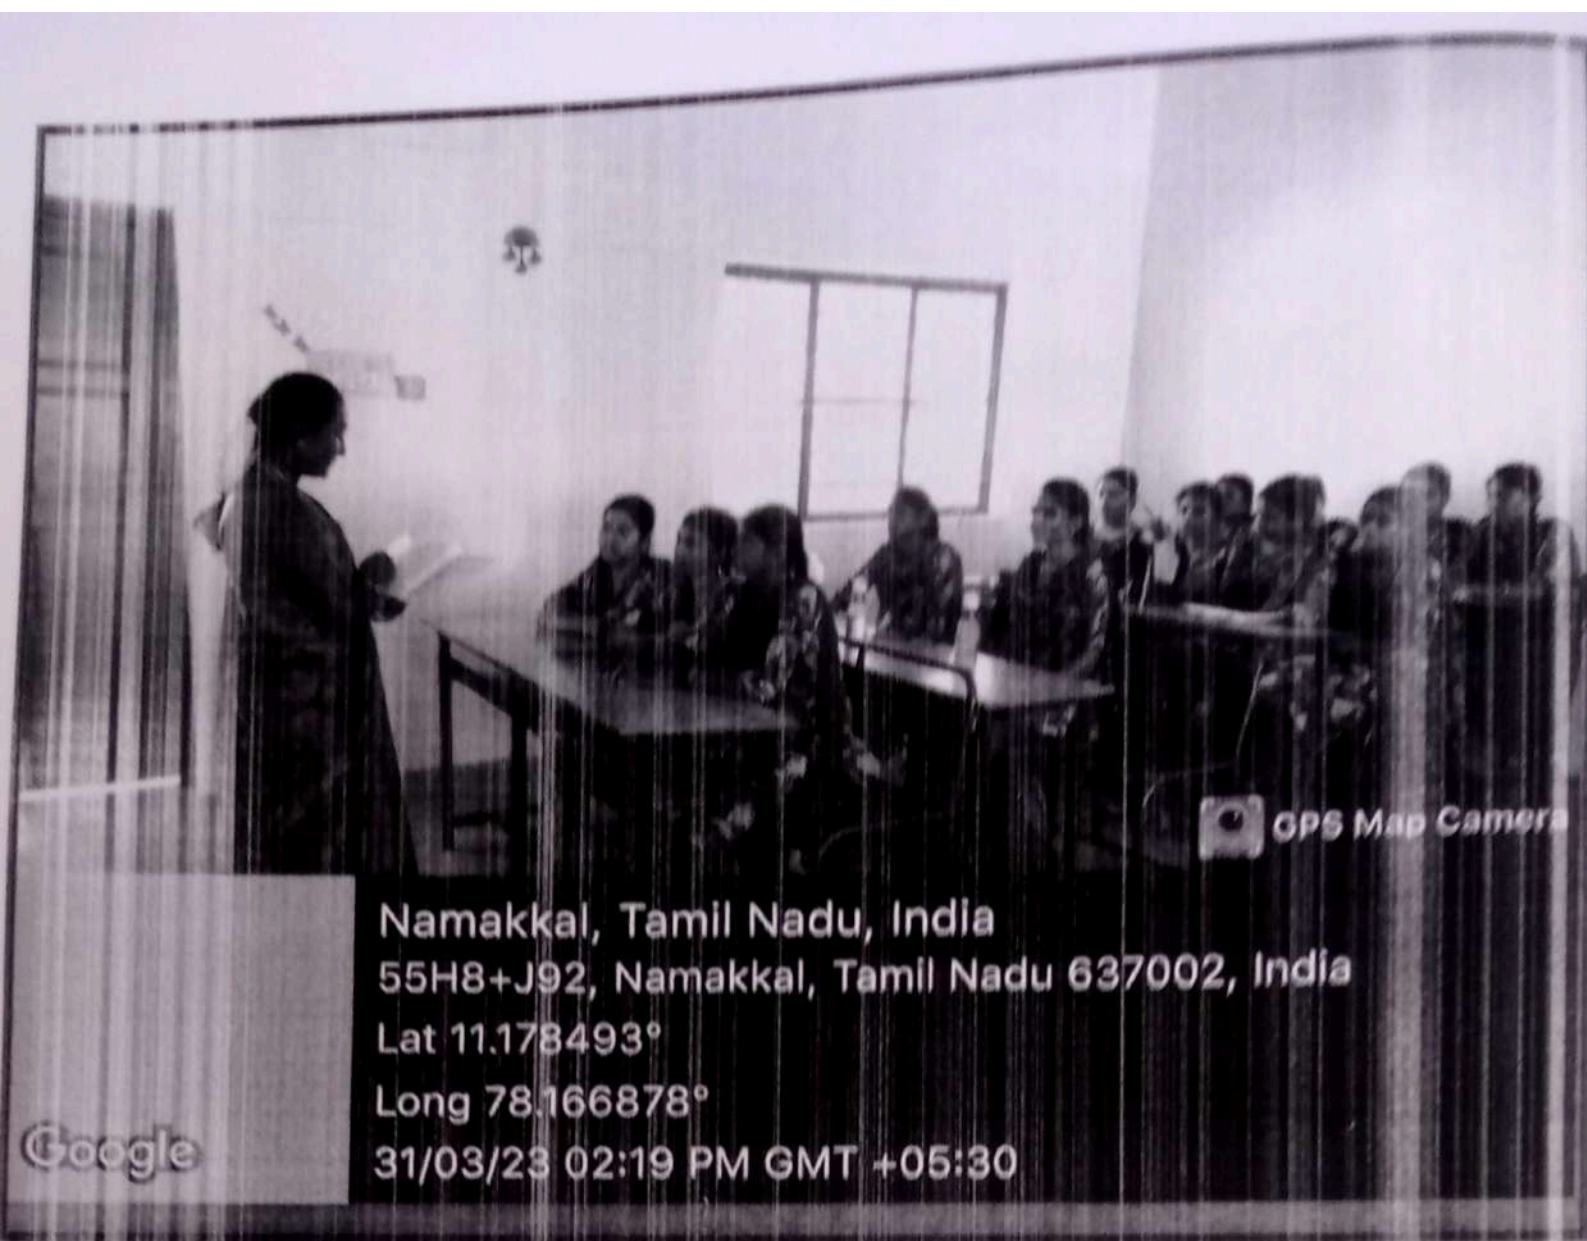 GPS Map Camera
Namakkal, Tamil Nadu, India
55H8+J92, Namakkal, Tamil Nadu 637002, India
Lat 11.178493°
Long 78.166878°
31/03/23 02:19 PM GMT +05:30
Google